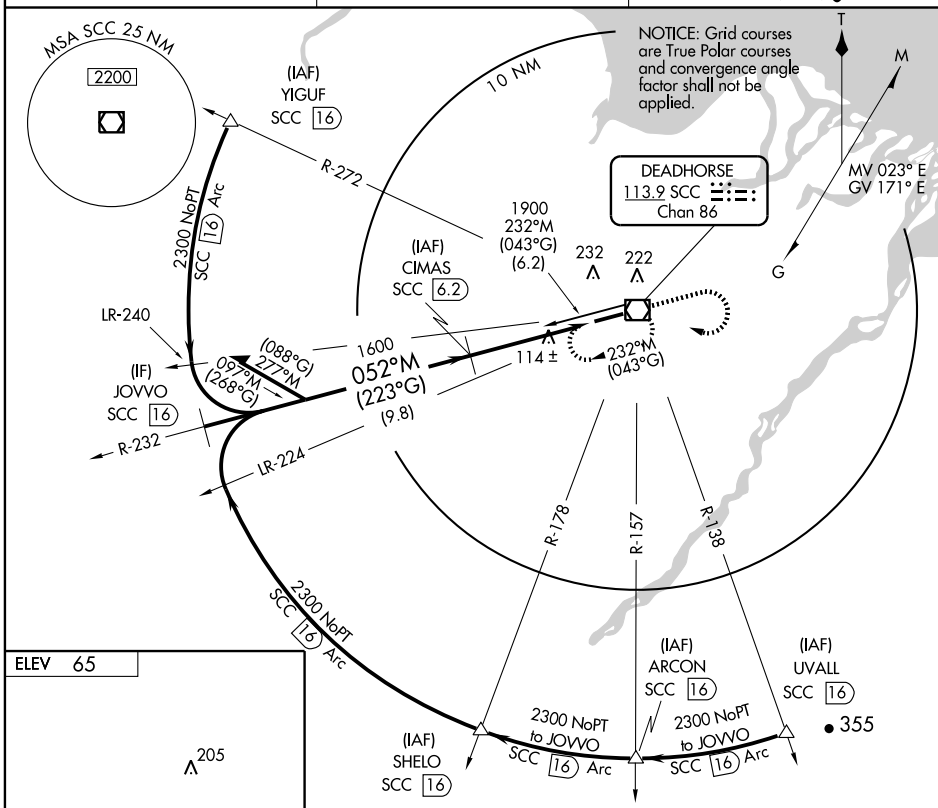 MSA SCC 25 NM
2200
(IAF)
YIGUF
SCC 16
R-272
2300 NoPT
SCC 16 Arc
10 NM
NOTICE: Grid courses
are True Polar courses
and convergence angle
factor shall not be
applied.
T
M
MV 023° E
GV 171° E
G
DEADHORSE
113.9 SCC
Chan 86
1900
232°M
(043°G)
(6.2)
232
222
(IAF)
CIMAS
SCC 6.2
LR-240
(IF)
JOVVO
SCC 16
R-232
(088°G)
277°M
097°M
(268°G)
1600
052°M
(223°G)
(9.8)
114 ±
232°M
(043°G)
LR-224
R-178
R-157
R-138
2300 NoPT
SCC 16 Arc
(IAF)
SHELO
SCC 16
2300 NoPT
to JOVVO
SCC 16 Arc
(IAF)
ARCON
SCC 16
2300 NoPT
to JOVVO
SCC 16 Arc
(IAF)
UVALL
SCC 16
355
ELEV 65
205